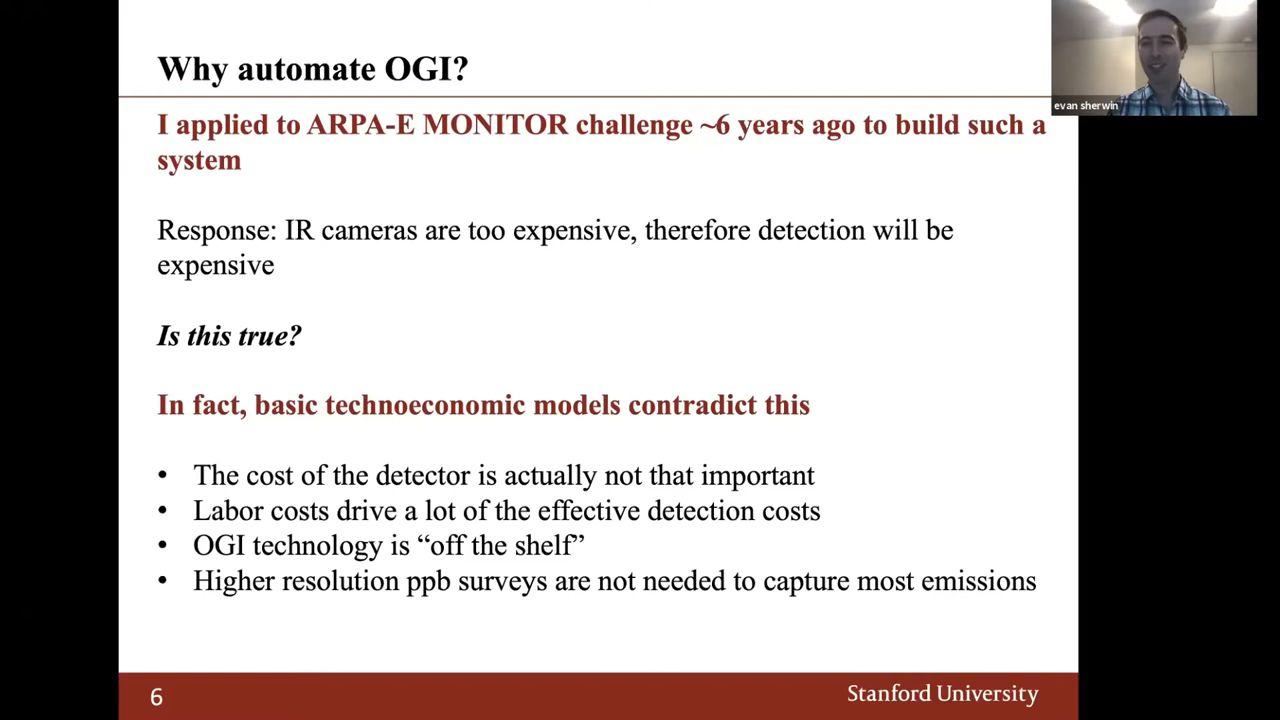 Why automate OGI?
evan sherwin
I applied to ARPA-E MONITOR challenge ~6 years ago to build such a
system
Response: IR cameras are too expensive, therefore detection will be
expensive
Is this true?
In fact, basic technoeconomic models contradict this
• The cost of the detector is actually not that important
• Labor costs drive a lot of the effective detection costs
• OGI technology is “off the shelf”
• Higher resolution ppb surveys are not needed to capture most emissions
6
Stanford University